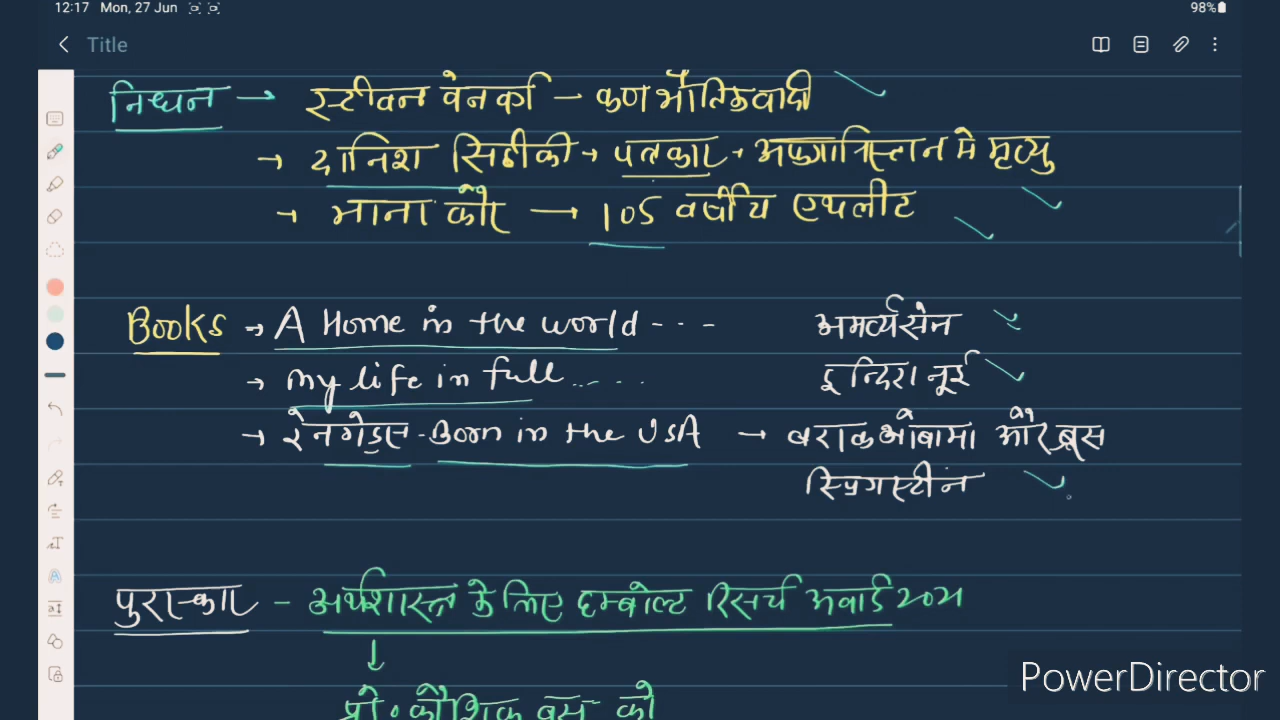 12:17 Mon, 27 Jun 98%
Title
निधन → स्टीवन वेनबर्ग – कण भौतिकवादी
→ दानिश सिद्दीकी → पत्रकार → अफगानिस्तान मे मृत्यु
→ माना कौर → 105 वर्षीय एथलीट
Books → A Home in the world - - - अमर्त्य सेन
→ my life in full...... इन्दिरा नूई
→ रेनगेड्स - Born in the USA → बराक ओबामा और ब्रूस
स्प्रिंगस्टीन
पुरस्कार – अर्थशास्त्र के लिए हम्बोल्ट रिसर्च अवार्ड 2021
↓
प्रो० कौशिक बसु को
PowerDirector